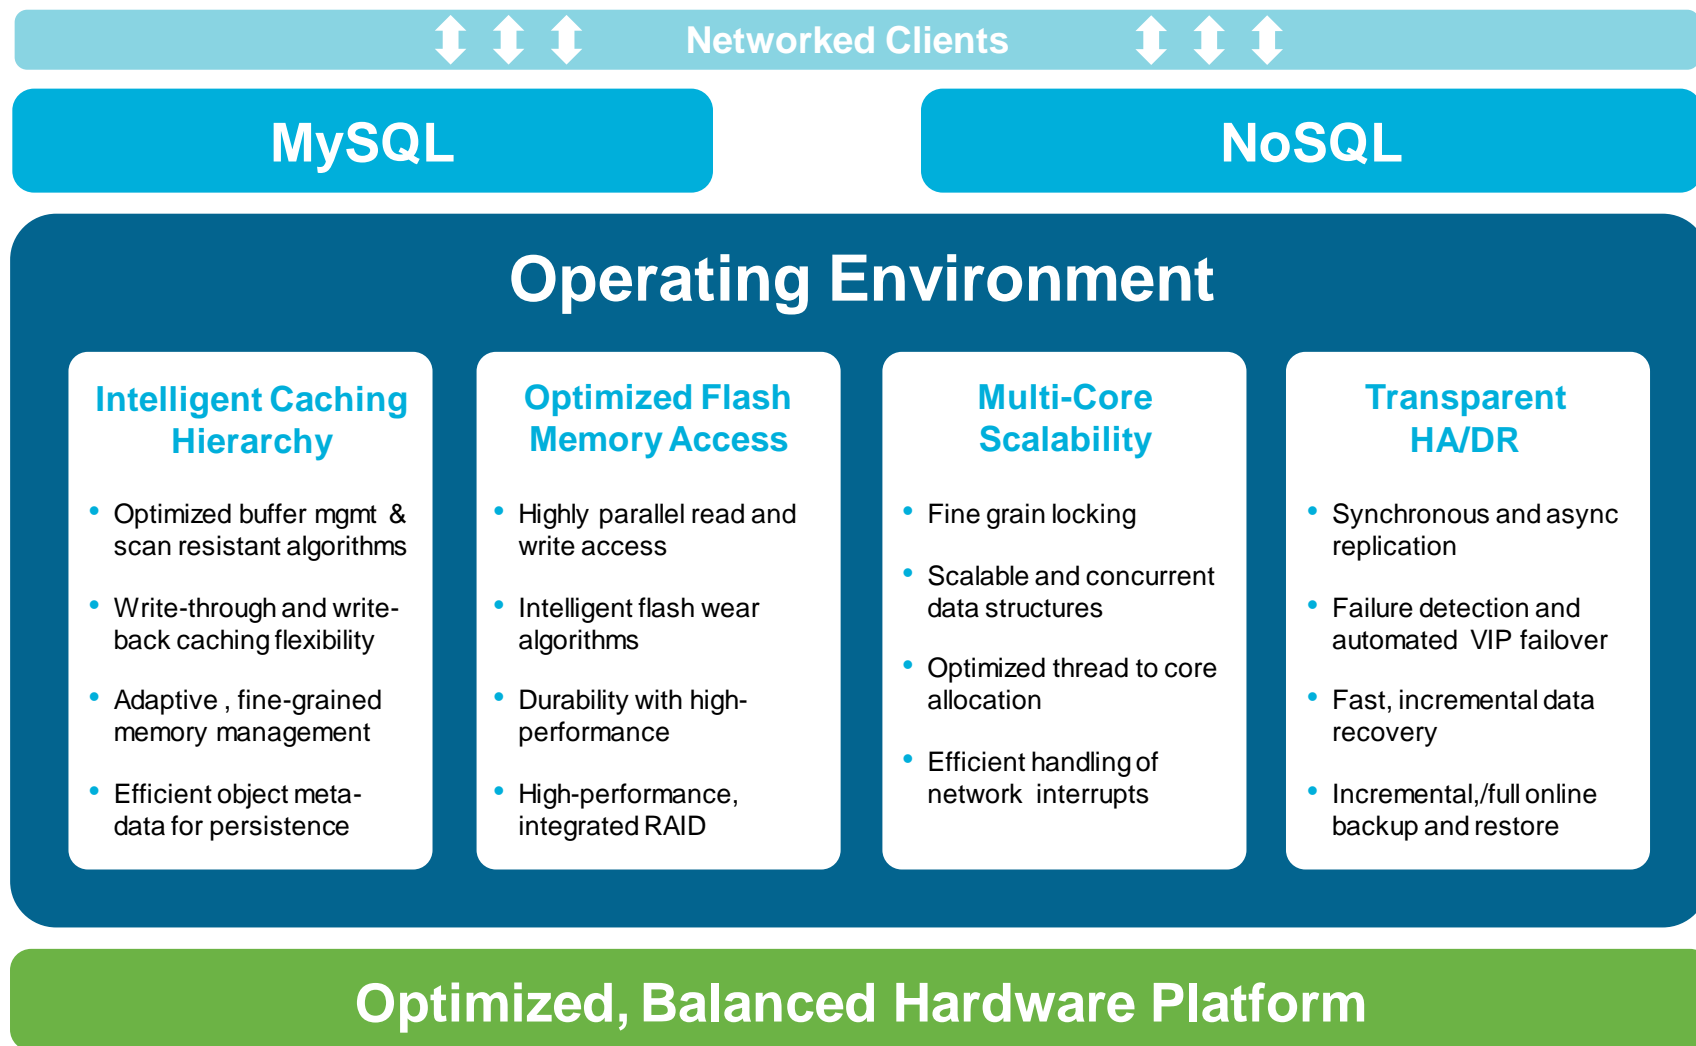 Networked Clients
MySQL
NoSQL
Operating Environment
Intelligent Caching
Hierarchy
• Optimized buffer mgmt &
scan resistant algorithms
• Write-through and write-
back caching flexibility
• Adaptive , fine-grained
memory management
• Efficient object meta-
data for persistence
Optimized Flash
Memory Access
• Highly parallel read and
write access
• Intelligent flash wear
algorithms
• Durability with high-
performance
• High-performance,
integrated RAID
Multi-Core
Scalability
• Fine grain locking
• Scalable and concurrent
data structures
• Optimized thread to core
allocation
• Efficient handling of
network interrupts
Transparent
HA/DR
• Synchronous and async
replication
• Failure detection and
automated VIP failover
• Fast, incremental data
recovery
• Incremental,/full online
backup and restore
Optimized, Balanced Hardware Platform